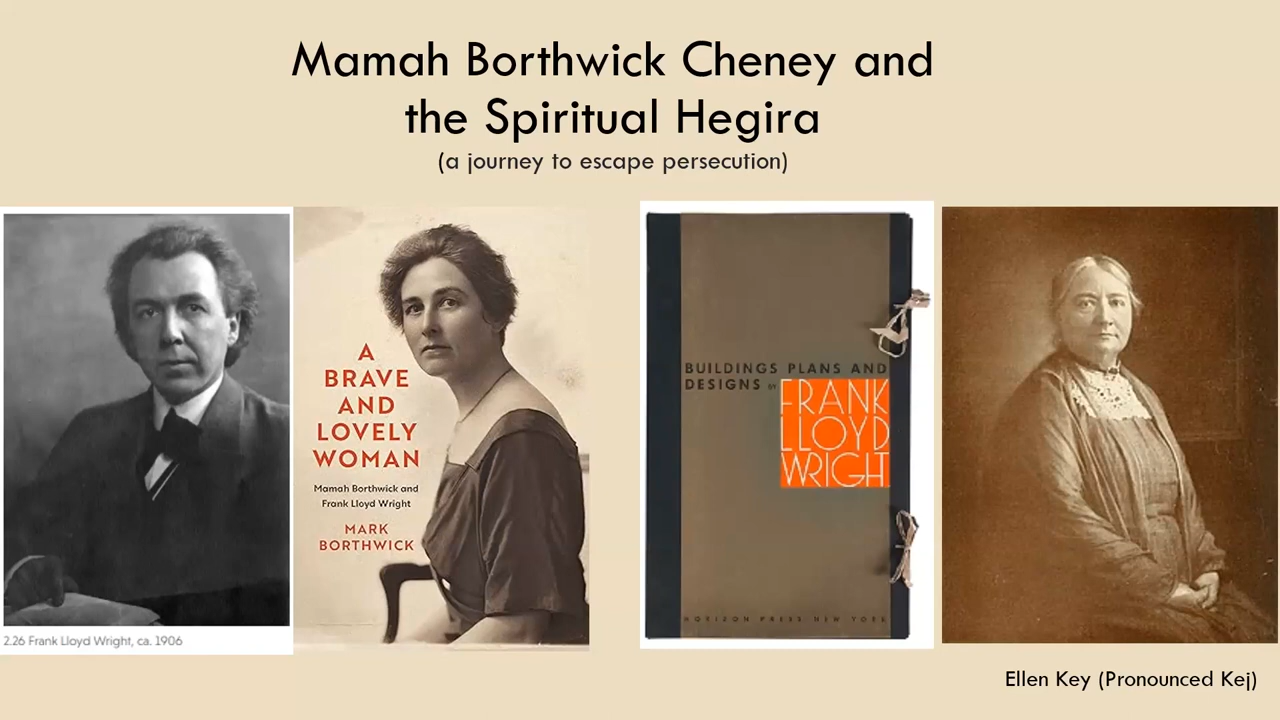 Mamah Borthwick Cheney and
the Spiritual Hegira
(a journey to escape persecution)
2.26 Frank Lloyd Wright, ca. 1906
A
BRAVE
AND
LOVELY
WOMAN
Mamah Borthwick and
Frank Lloyd Wright
MARK
BORTHWICK
BUILDINGS PLANS AND
DESIGNS BY
FRANK
LLOYD
WRIGHT
HORIZON PRESS NEW YORK
Ellen Key (Pronounced Kej)